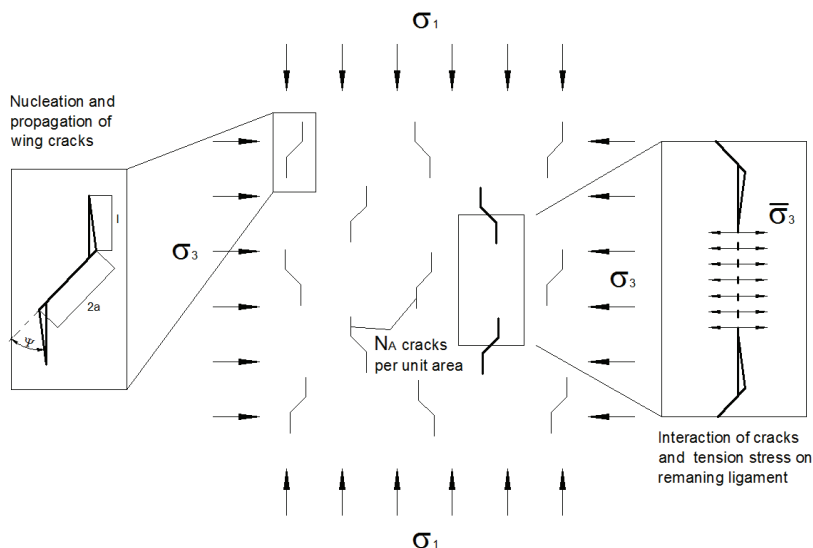 σ1
Nucleation and
propagation of
wing cracks
l
2a
Ψ
σ3
NA cracks
per unit area
σ3
σ̅3
Interaction of cracks
and tension stress on
remaning ligament
σ1